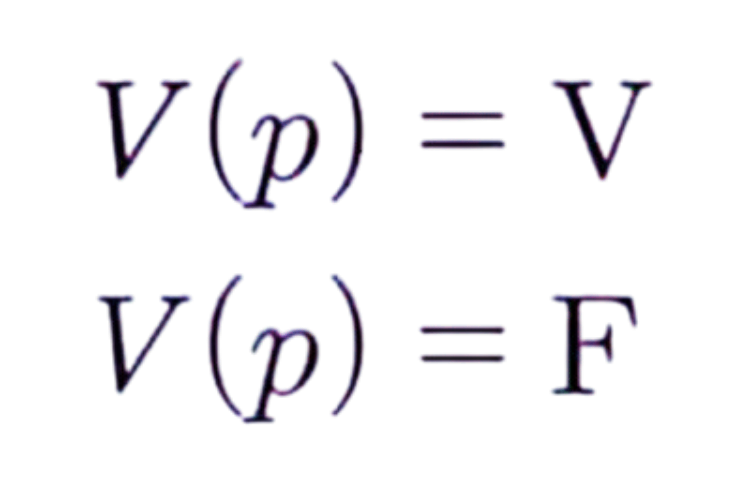 V(p) = V
V(p) = F